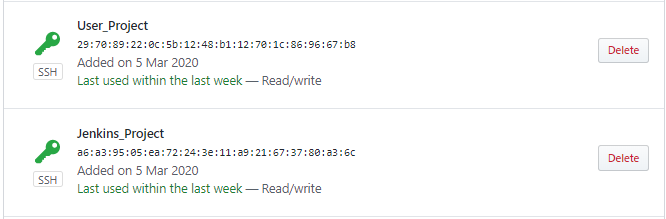 User_Project
29:70:89:22:0c:5b:12:48:b1:12:70:1c:86:96:67:b8
Added on 5 Mar 2020
SSH
Last used within the last week — Read/write
Delete
Jenkins_Project
a6:a3:95:05:ea:72:24:3e:11:a9:21:67:37:80:a3:6c
Added on 5 Mar 2020
SSH
Last used within the last week — Read/write
Delete